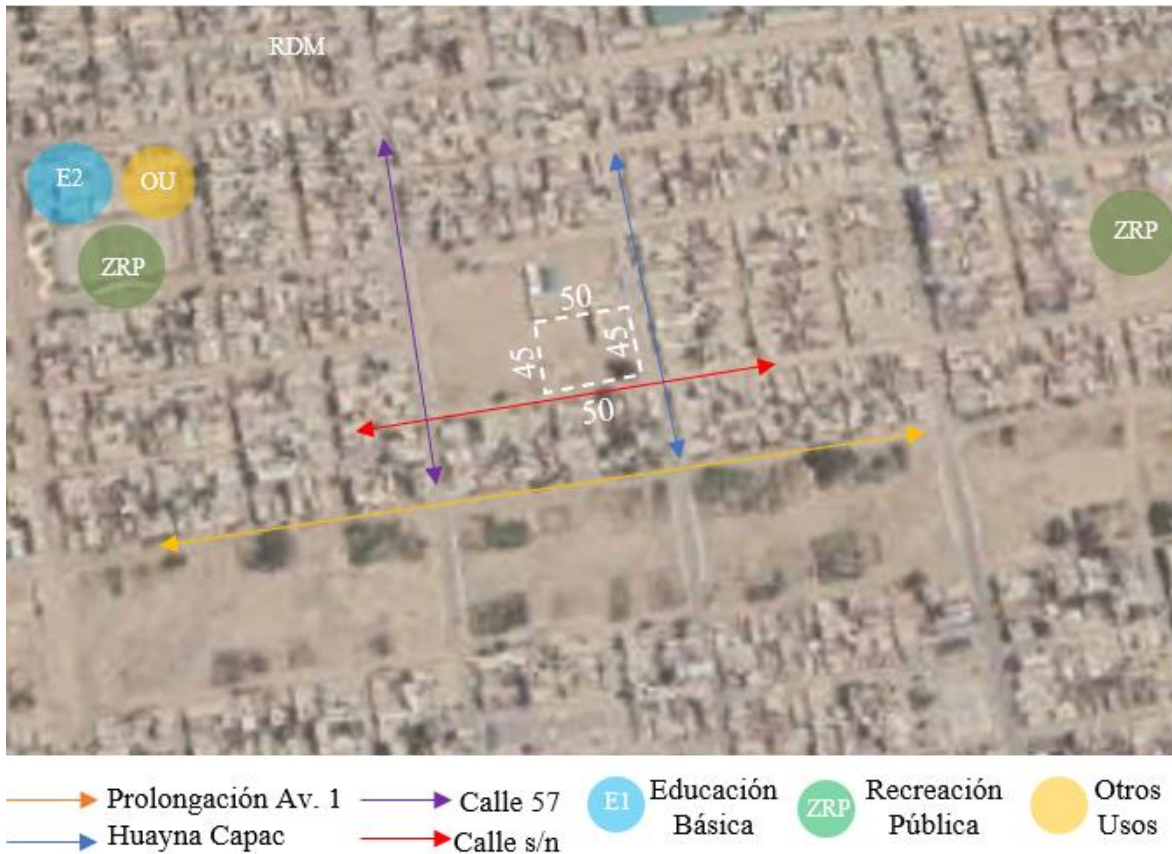 RDM
E2
OU
ZRP
ZRP
50
45
45
50
Prolongación Av. 1
Calle 57
E1
Educación
Básica
ZRP
Recreación
Pública
Otros
Usos
Huayna Capac
Calle s/n